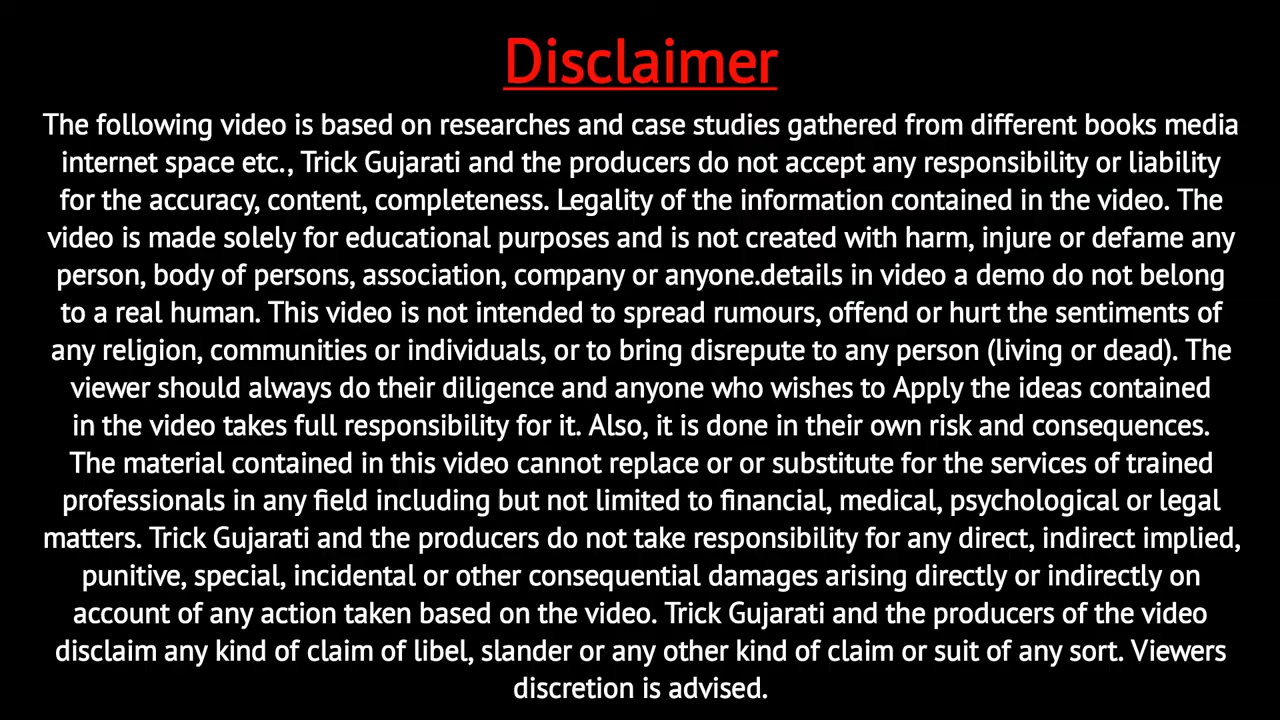 Disclaimer
The following video is based on researches and case studies gathered from different books media
internet space etc., Trick Gujarati and the producers do not accept any responsibility or liability
for the accuracy, content, completeness. Legality of the information contained in the video. The
video is made solely for educational purposes and is not created with harm, injure or defame any
person, body of persons, association, company or anyone.details in video a demo do not belong
to a real human. This video is not intended to spread rumours, offend or hurt the sentiments of
any religion, communities or individuals, or to bring disrepute to any person (living or dead). The
viewer should always do their diligence and anyone who wishes to Apply the ideas contained
in the video takes full responsibility for it. Also, it is done in their own risk and consequences.
The material contained in this video cannot replace or or substitute for the services of trained
professionals in any field including but not limited to financial, medical, psychological or legal
matters. Trick Gujarati and the producers do not take responsibility for any direct, indirect implied,
punitive, special, incidental or other consequential damages arising directly or indirectly on
account of any action taken based on the video. Trick Gujarati and the producers of the video
disclaim any kind of claim of libel, slander or any other kind of claim or suit of any sort. Viewers
discretion is advised.